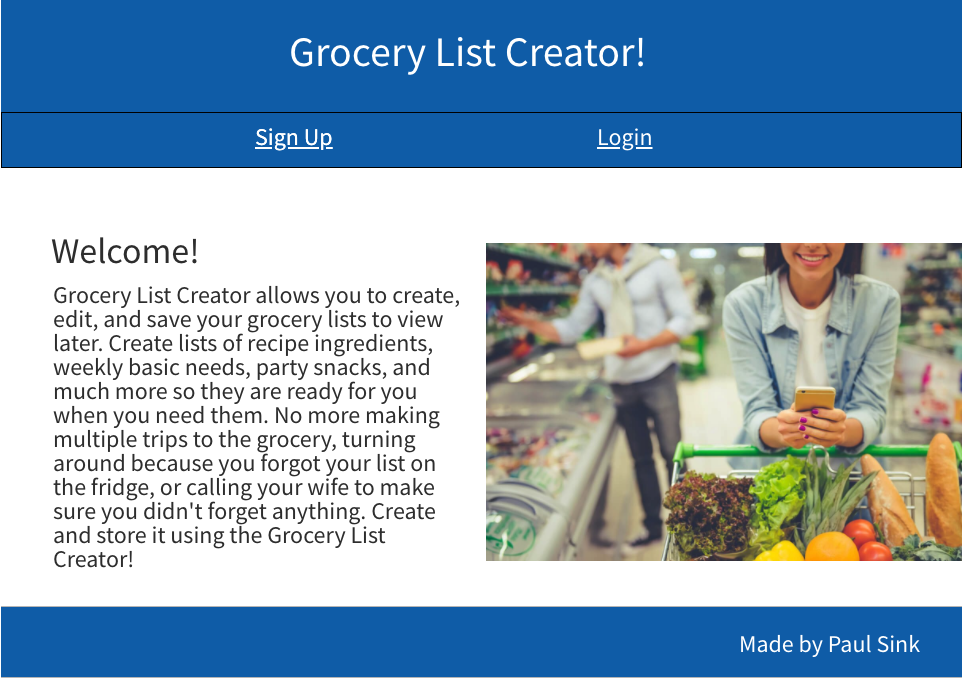 Grocery List Creator!
Sign Up
Login
Welcome!
Grocery List Creator allows you to create,
edit, and save your grocery lists to view
later. Create lists of recipe ingredients,
weekly basic needs, party snacks, and
much more so they are ready for you
when you need them. No more making
multiple trips to the grocery, turning
around because you forgot your list on
the fridge, or calling your wife to make
sure you didn't forget anything. Create
and store it using the Grocery List
Creator!
Made by Paul Sink